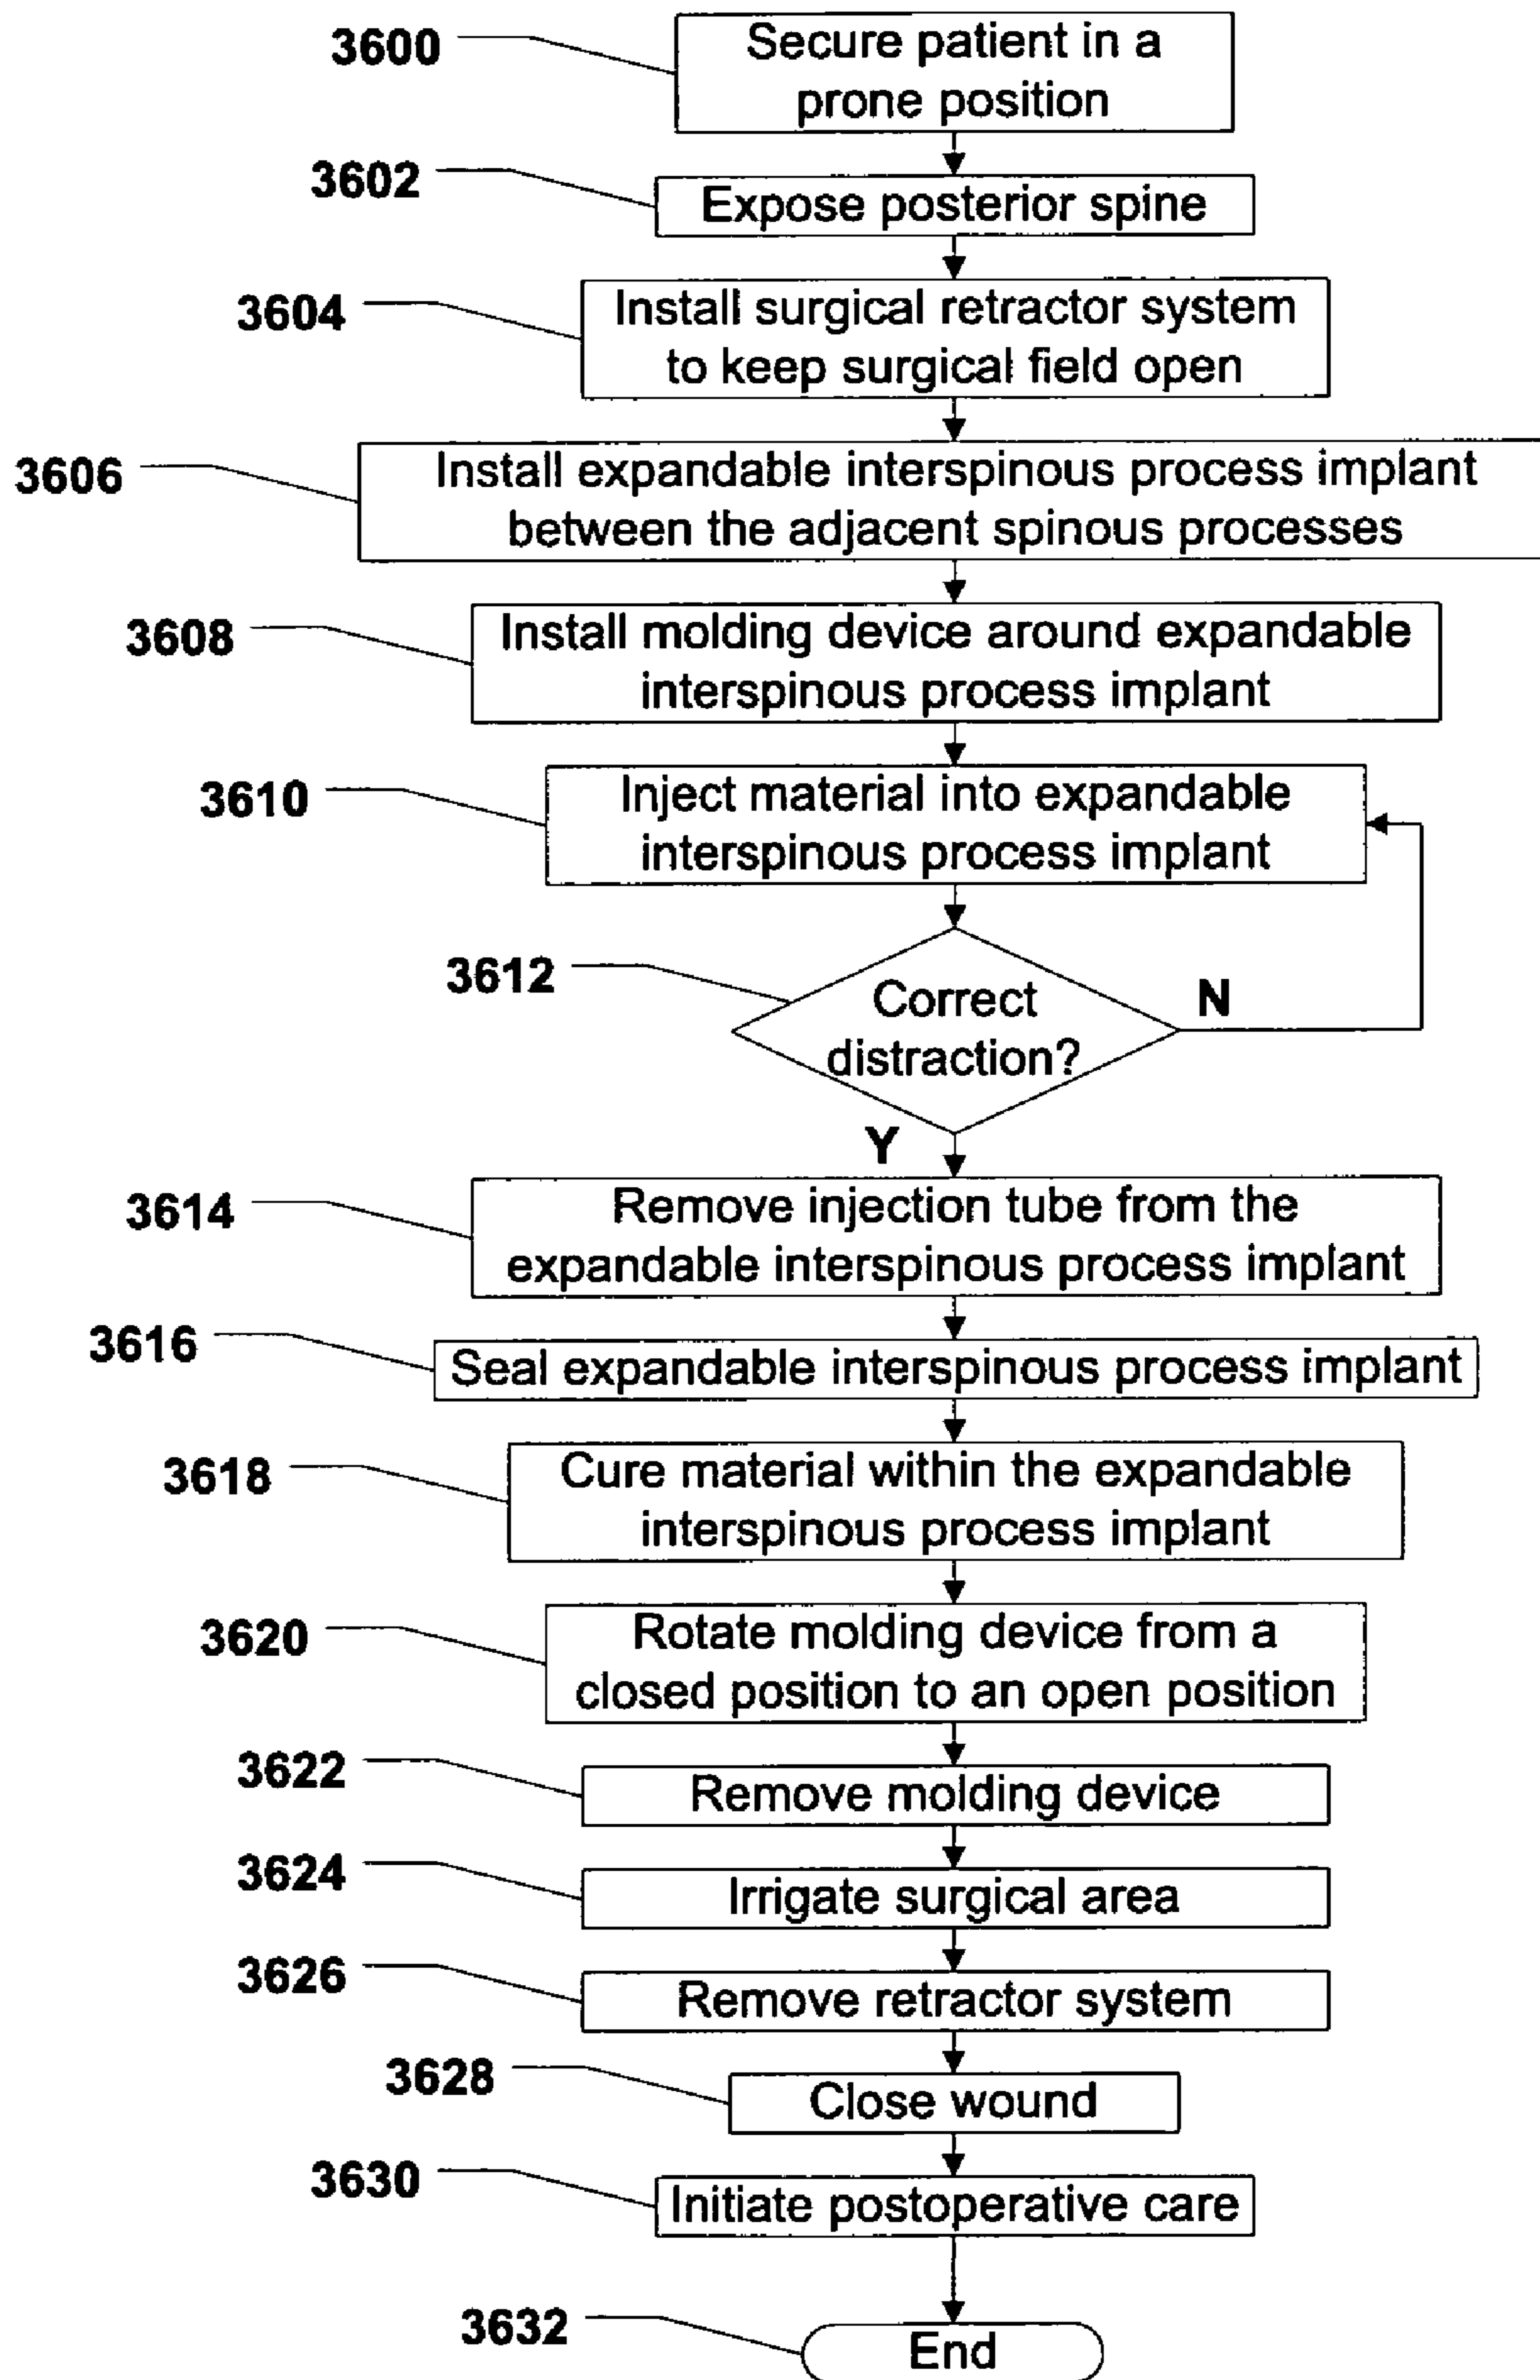 3600
Secure patient in a
prone position
3602
Expose posterior spine
3604
Install surgical retractor system
to keep surgical field open
3606
Install expandable interspinous process implant
between the adjacent spinous processes
3608
Install molding device around expandable
interspinous process implant
3610
Inject material into expandable
interspinous process implant
3612
Correct
distraction?
N
Y
3614
Remove injection tube from the
expandable interspinous process implant
3616
Seal expandable interspinous process implant
3618
Cure material within the expandable
interspinous process implant
3620
Rotate molding device from a
closed position to an open position
3622
Remove molding device
3624
Irrigate surgical area
3626
Remove retractor system
3628
Close wound
3630
Initiate postoperative care
3632
End